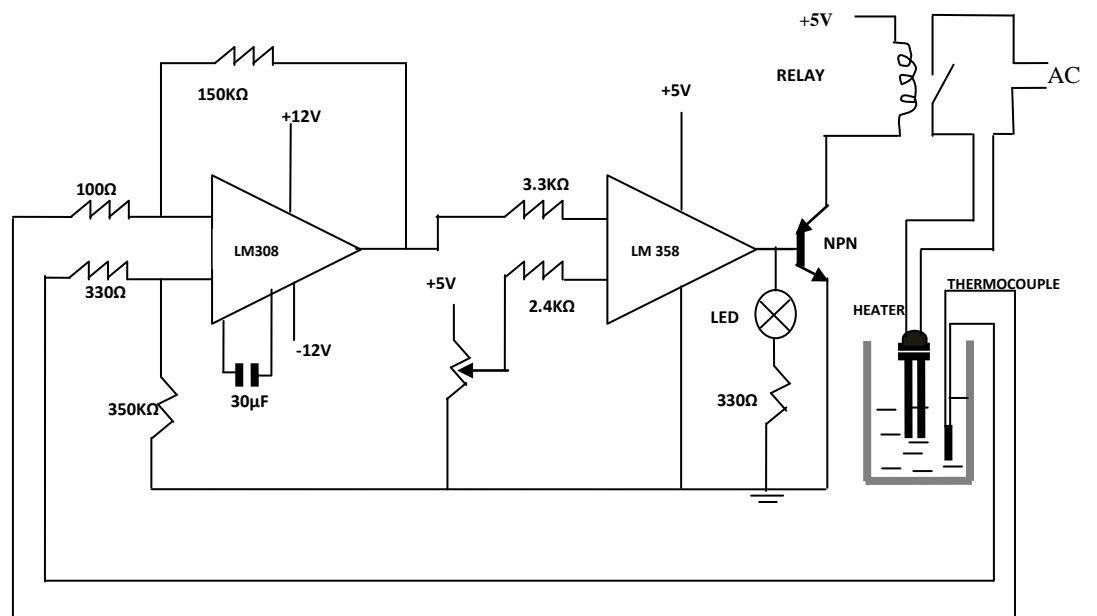 +5V
RELAY
AC
150KΩ
+12V
+5V
100Ω
3.3KΩ
LM308
LM 358
NPN
330Ω
+5V
2.4KΩ
THERMOCOUPLE
LED
HEATER
-12V
30µF
350KΩ
330Ω